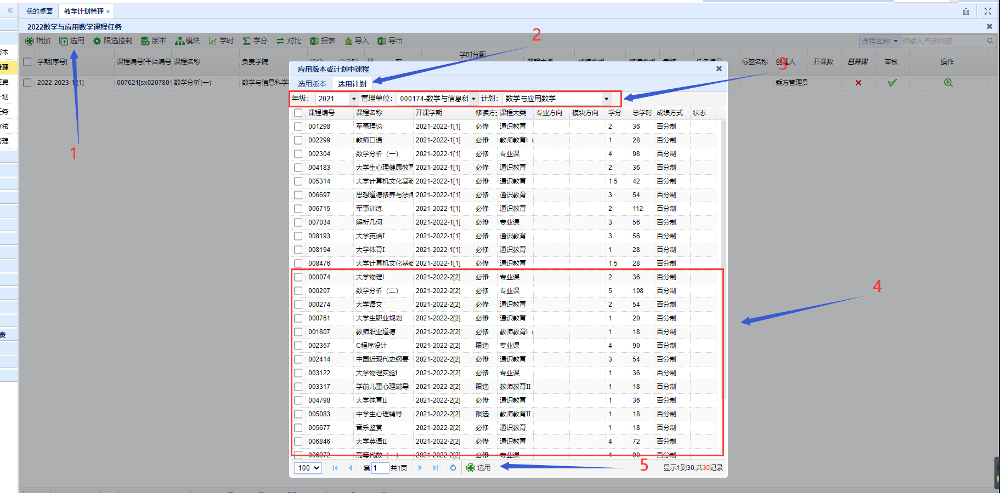 我的桌面 教学计划管理 ×
2022数学与应用数学课程任务
增加 选用 限选控制 版本 模块 学时 学分 对比 报表 导入 导出 课程名称 请输入查询内容
学期[序号] 课程编号[平台编号 课程名称 负责学院 学时分配 标签名称 创建人 开课数 已开课 审核 操作
2022-2023-1[1] 007621[sx020780 数学分析(一) 数学与信息科学 乘方管理员
版本
管理
变更
计划
任务
审核
管理
表
1
2
3
4
5
应用版本或计划中课程
选用版本 选用计划
年级： 2021 管理单位： 000174-数学与信息科 计划： 数学与应用数学
课程编号 课程名称 开课学期 修读方式 课程大类 专业方向 模块方向 学分 总学时 成绩方式 状态
001298 军事理论 2021-2022-1[1] 必修 通识教育 2 36 百分制
002299 教师口语 2021-2022-1[1] 必修 教师教育I（ 1 28 百分制
002304 数学分析（一） 2021-2022-1[1] 必修 专业课 4 98 百分制
004183 大学生心理健康教育 2021-2022-1[1] 必修 通识教育 2 36 百分制
005314 大学计算机文化基础 2021-2022-1[1] 必修 通识教育 1.5 42 百分制
006697 思想道德修养与法律 2021-2022-1[1] 必修 通识教育 3 54 百分制
006715 军事训练 2021-2022-1[1] 必修 通识教育 2 112 百分制
007034 解析几何 2021-2022-1[1] 必修 专业课 3 56 百分制
008193 大学英语I 2021-2022-1[1] 必修 通识教育 3 56 百分制
008194 大学体育I 2021-2022-1[1] 必修 通识教育 1 28 百分制
008476 大学计算机文化基础 2021-2022-1[1] 必修 通识教育 1.5 28 百分制
000074 大学物理I 2021-2022-2[2] 必修 专业课 2 36 百分制
000207 数学分析（二） 2021-2022-2[2] 必修 专业课 5 108 百分制
000274 大学语文 2021-2022-2[2] 必修 通识教育 2 54 百分制
000761 大学生职业规划 2021-2022-2[2] 必修 通识教育 1 20 百分制
001807 教师职业道德 2021-2022-2[2] 必修 教师教育I（ 1 18 百分制
002357 C程序设计 2021-2022-2[2] 限选 专业课 4 90 百分制
002414 中国近现代史纲要 2021-2022-2[2] 必修 通识教育 3 54 百分制
003122 大学物理实验I 2021-2022-2[2] 必修 专业课 1 36 百分制
003317 学前儿童心理辅导 2021-2022-2[2] 限选 教师教育II 1 18 百分制
004798 大学体育II 2021-2022-2[2] 必修 通识教育 1 36 百分制
005083 中学生心理辅导 2021-2022-2[2] 限选 教师教育II 1 18 百分制
005677 音乐鉴赏 2021-2022-2[2] 必修 通识教育 1 18 百分制
006846 大学英语II 2021-2022-2[2] 必修 通识教育 4 72 百分制
006972 高等代数（一） 2021-2022-2[2] 必修 专业课 4 90 百分制
100 第 1 共1页 选用 显示1到30,共30记录